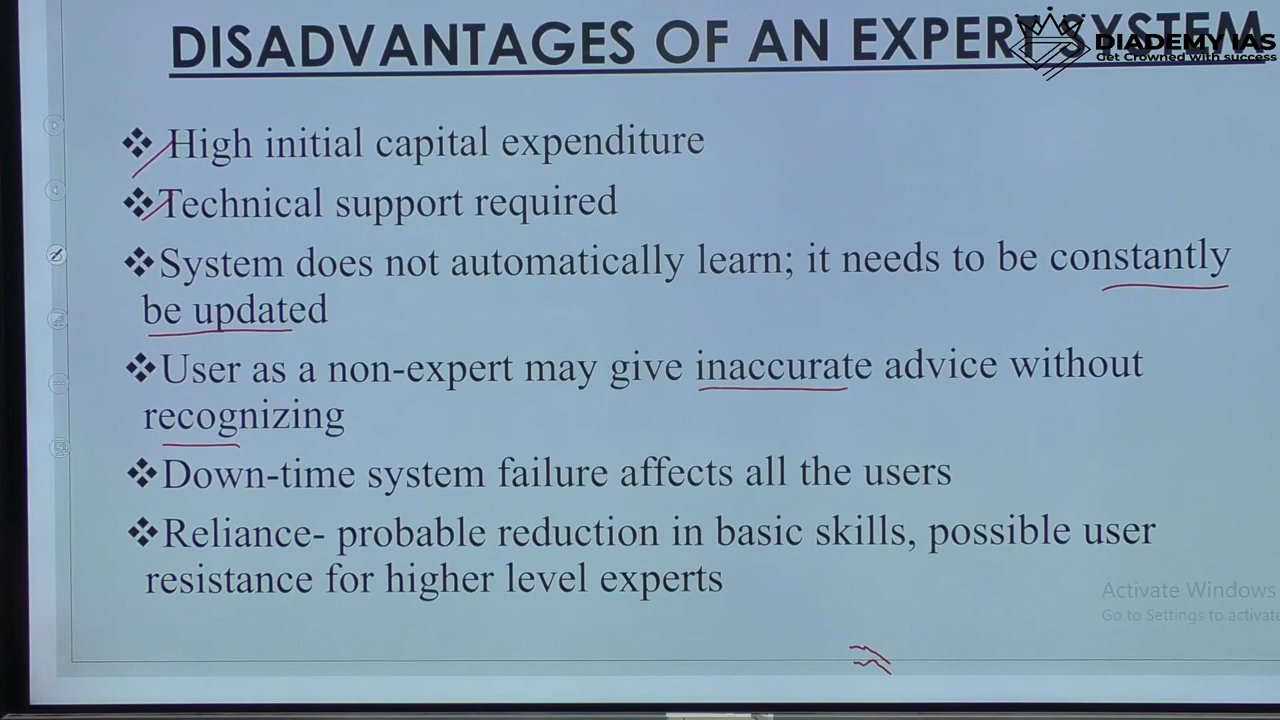 DISADVANTAGES OF AN EXPERT SYSTEM
DIADEMY IAS
Get Crowned with success
❖High initial capital expenditure
❖Technical support required
❖System does not automatically learn; it needs to be constantly
be updated
❖User as a non-expert may give inaccurate advice without
recognizing
❖Down-time system failure affects all the users
❖Reliance- probable reduction in basic skills, possible user
resistance for higher level experts
Activate Windows
Go to Settings to activate